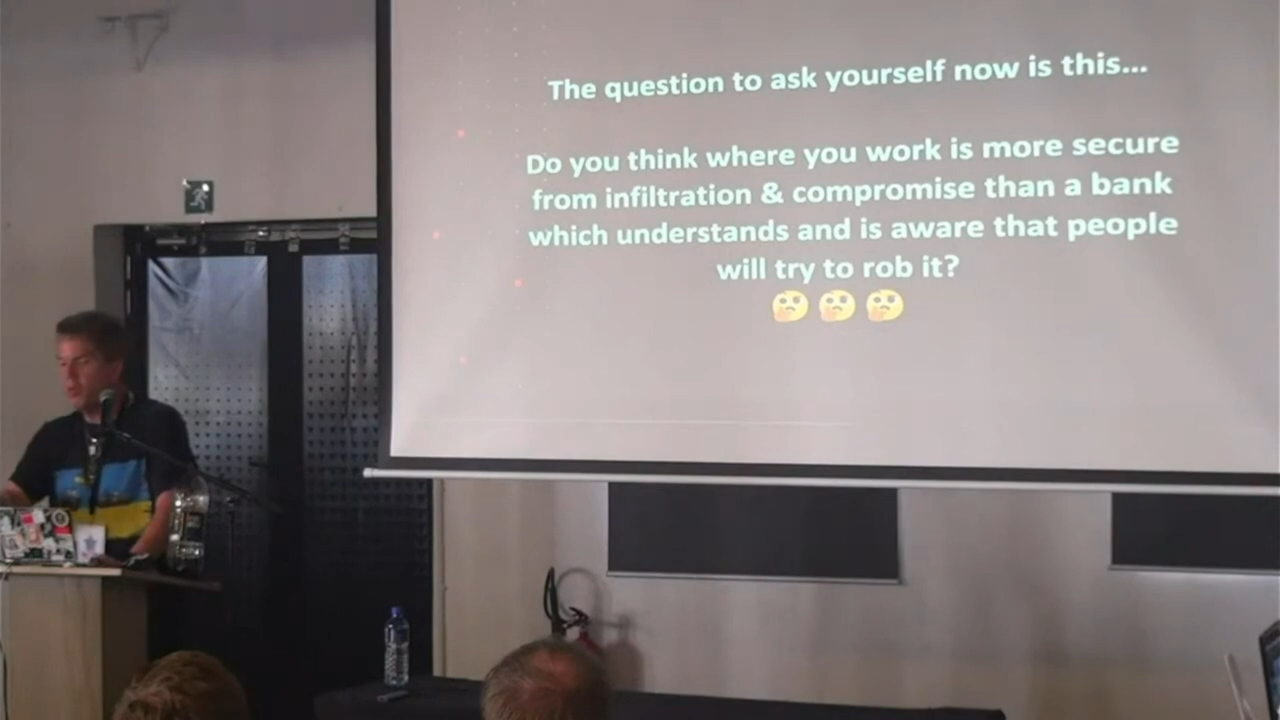 The question to ask yourself now is this...
Do you think where you work is more secure
from infiltration & compromise than a bank
which understands and is aware that people
will try to rob it?